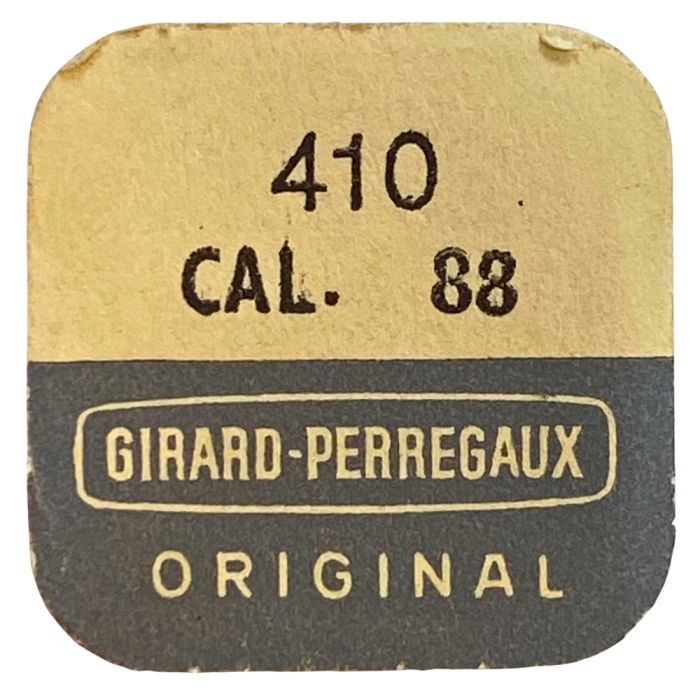 410
CAL. 88
GIRARD-PERREGAUX
ORIGINAL